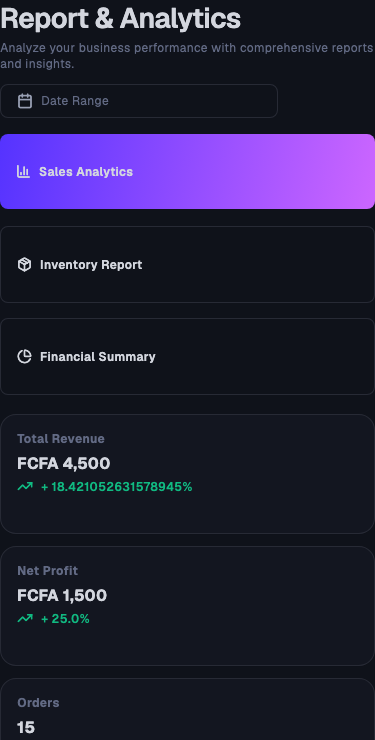 Report & Analytics
Analyze your business performance with comprehensive reports
and insights.
Date Range
Sales Analytics
Inventory Report
Financial Summary
Total Revenue
FCFA 4,500
+ 18.421052631578945%
Net Profit
FCFA 1,500
+ 25.0%
Orders
15